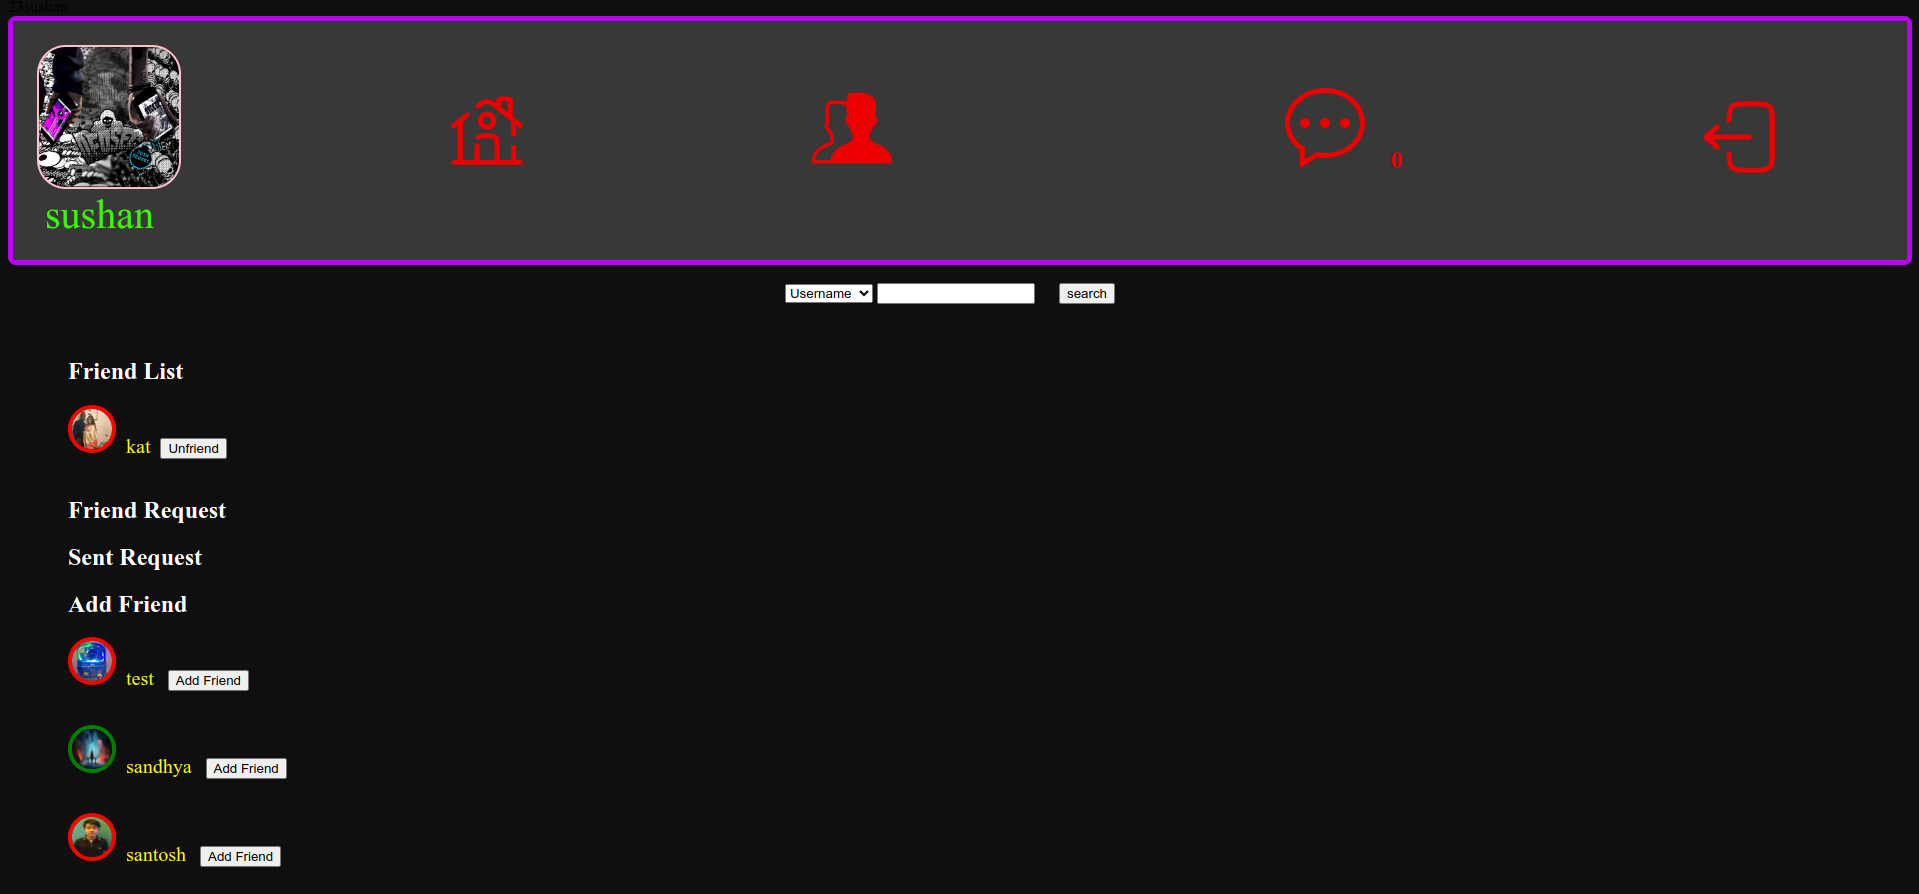 23sushan
sushan
0
Username search
Friend List
kat Unfriend
Friend Request
Sent Request
Add Friend
test Add Friend
sandhya Add Friend
santosh Add Friend